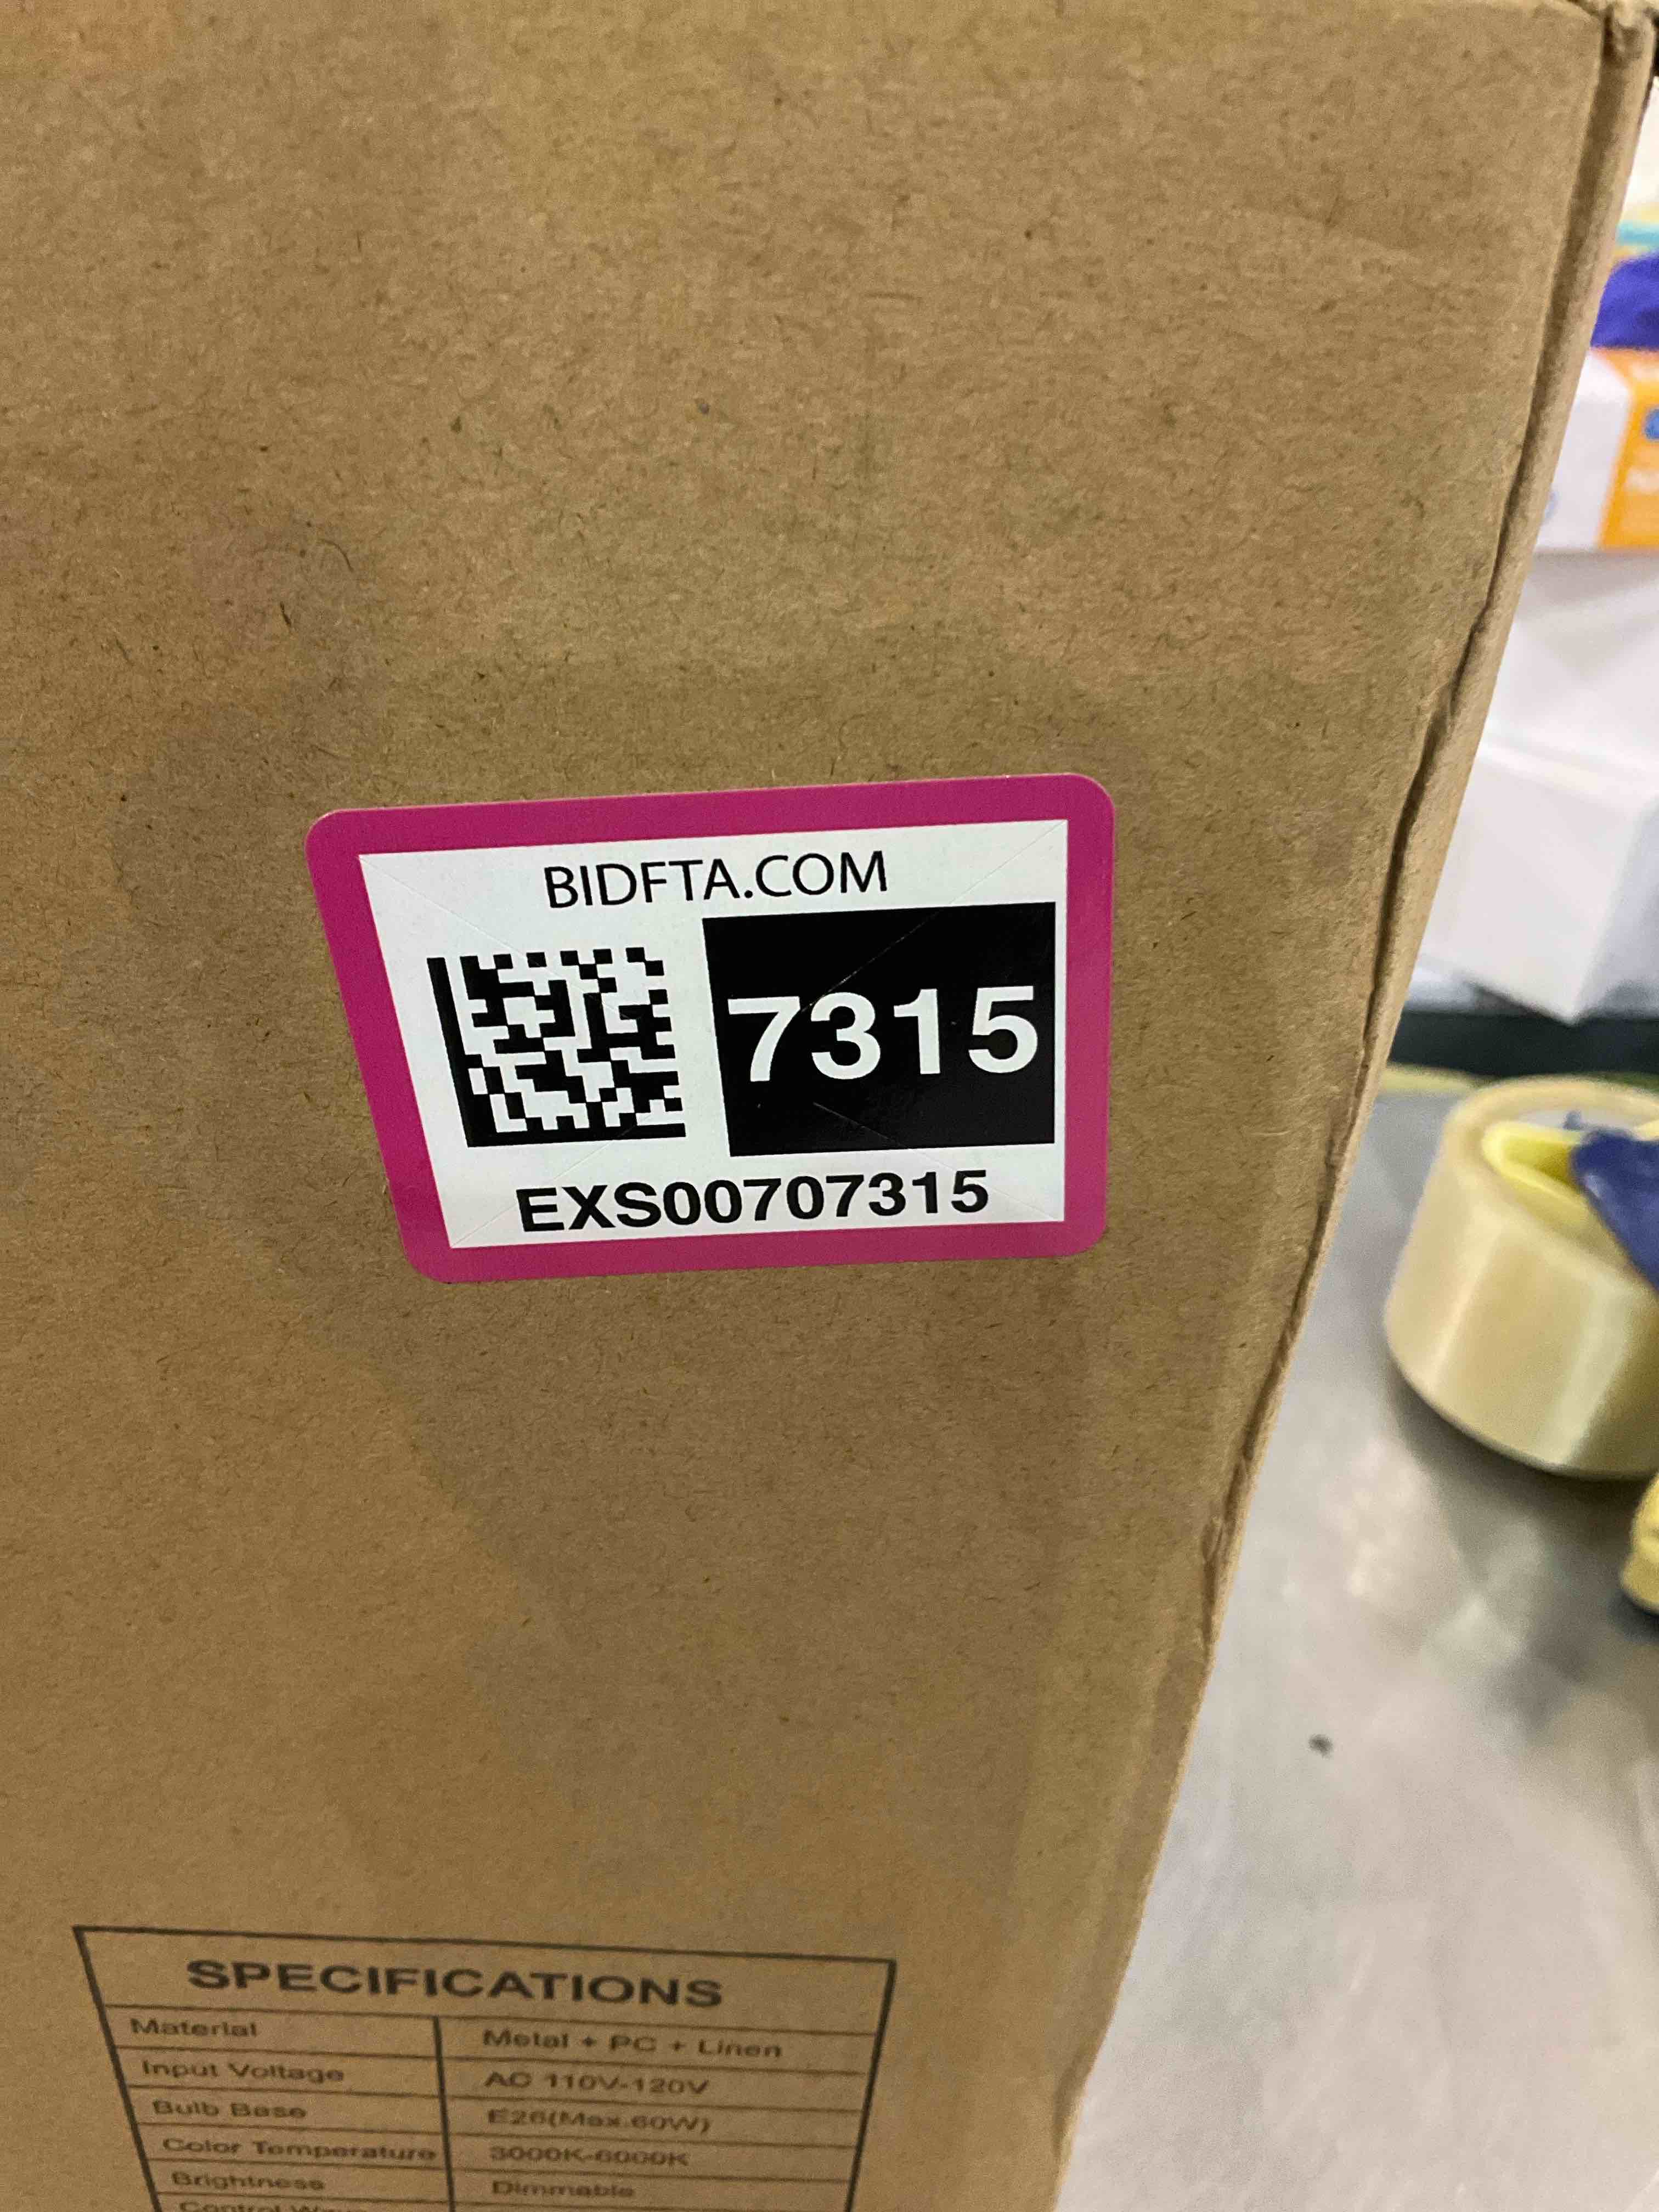 BIDFTA.COM
7315
EXS00707315
SPECIFICATIONS
Material Metal + PC + Linen
Input Voltage AC 110V-120V
Bulb Base E26(Max.60W)
Color Temperature 3000K-6000K
Brightness Dimmable
Control